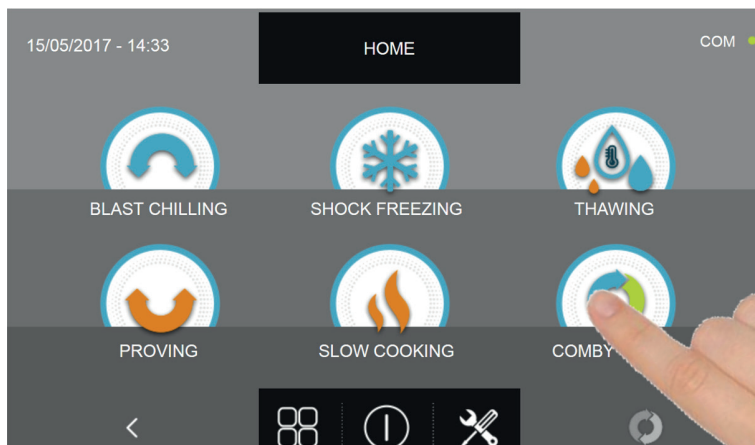 15/05/2017 - 14:33
HOME
COM
BLAST CHILLING
SHOCK FREEZING
THAWING
PROVING
SLOW COOKING
COMBY